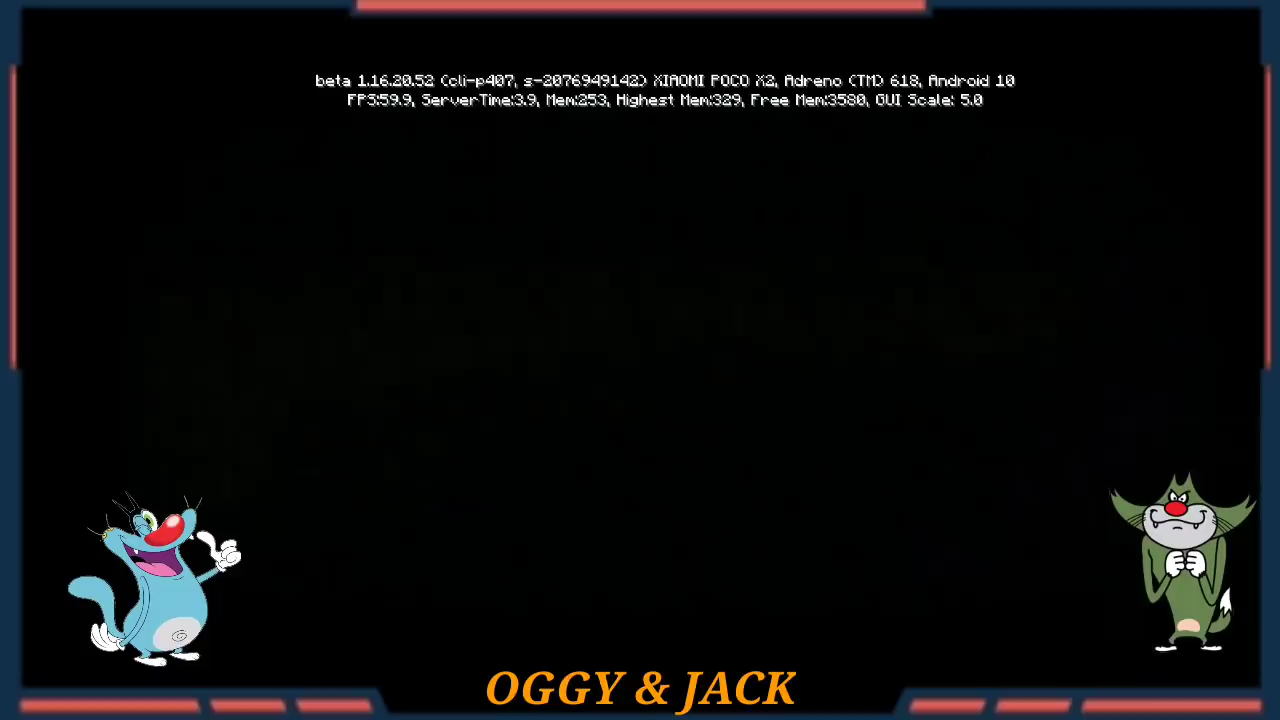 beta 1.16.20.52 (cli-p407, s-2076949142) XIAOMI POCO X2, Adreno (TM) 618, Android 10
FPS:59.9, ServerTime:3.9, Mem:253, Highest Mem:329, Free Mem:3580, GUI Scale: 5.0
OGGY & JACK